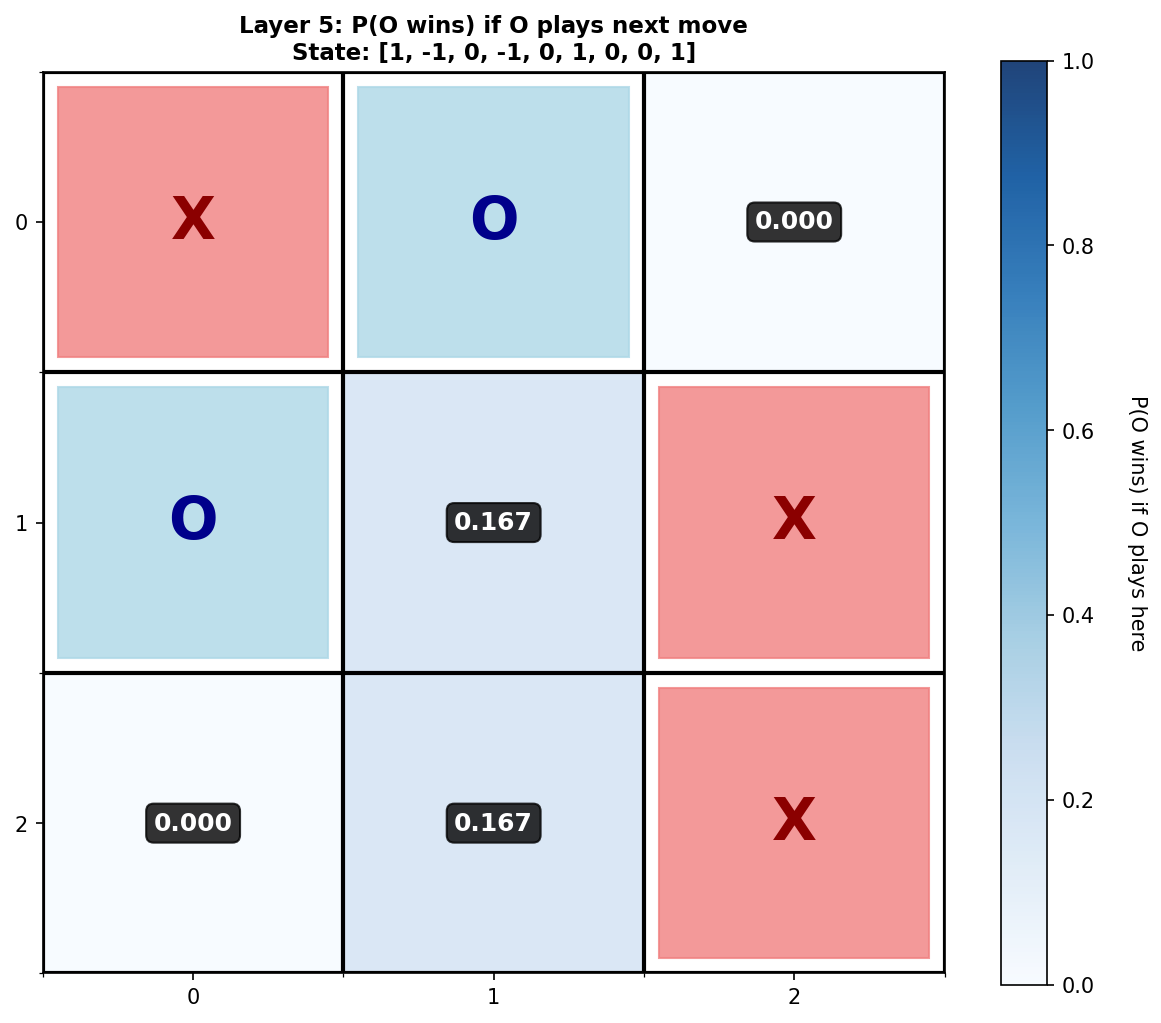 Layer 5: P(O wins) if O plays next move
State: [1, -1, 0, -1, 0, 1, 0, 0, 1]
X
O
0.000
O
0.167
X
0.000
0.167
X
0
1
2
0
1
2
1.0
0.8
0.6
0.4
0.2
0.0
P(O wins) if O plays here